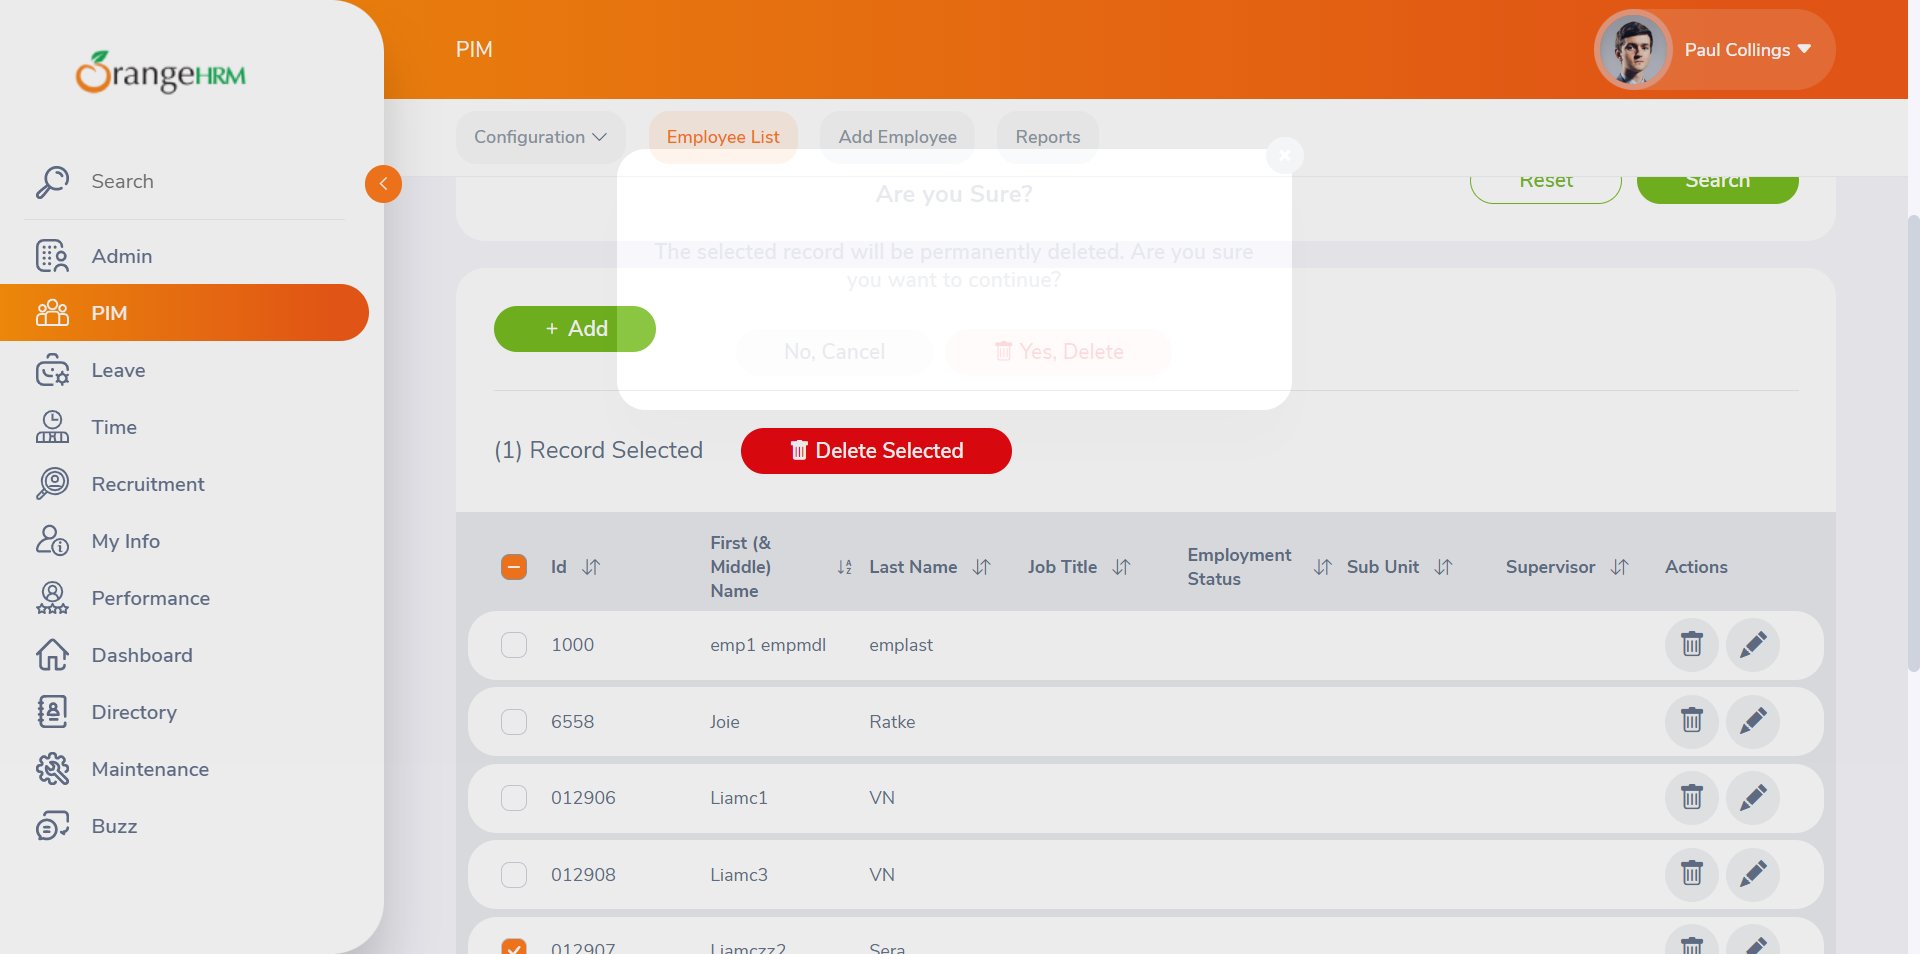 OrangeHRM
Search
Admin
PIM
Leave
Time
Recruitment
My Info
Performance
Dashboard
Directory
Maintenance
Buzz
PIM
Paul Collings
Configuration
Employee List
Add Employee
Reports
Reset
Search
Are you Sure?
The selected record will be permanently deleted. Are you sure
you want to continue?
No, Cancel
Yes, Delete
+ Add
(1) Record Selected
Delete Selected
Id
First (&
Middle)
Name
Last Name
Job Title
Employment
Status
Sub Unit
Supervisor
Actions
1000 emp1 empmdl emplast
6558 Joie Ratke
012906 Liamc1 VN
012908 Liamc3 VN
012907 Liamczz2 Sera